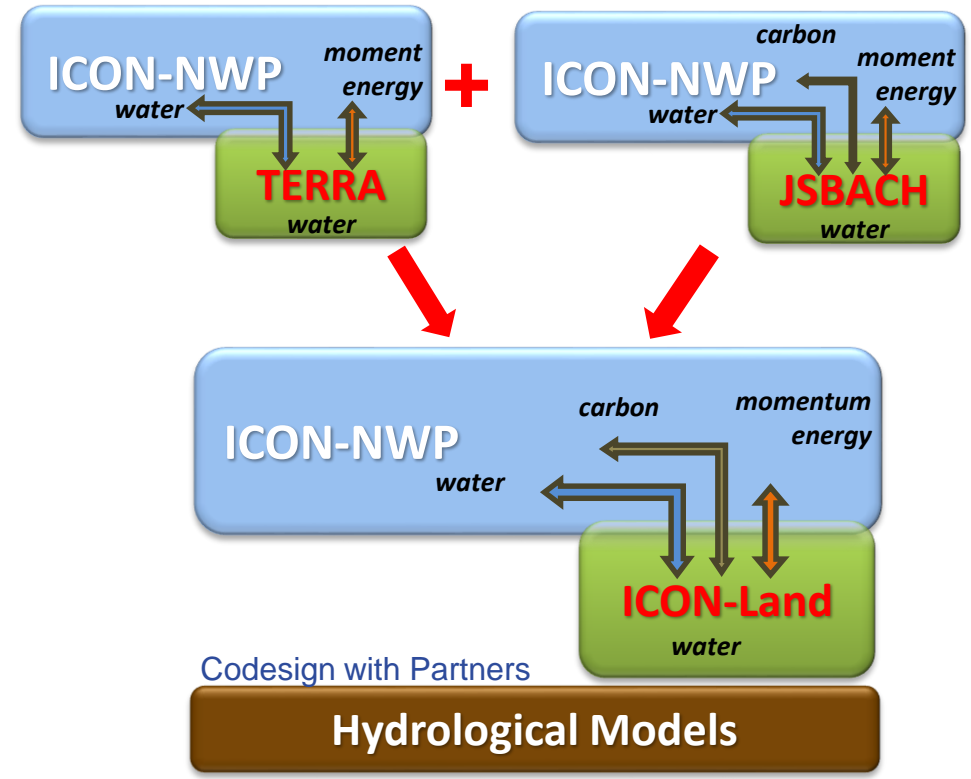 ICON-NWP
moment
energy
water
TERRA
water
+
carbon
ICON-NWP
moment
energy
water
JSBACH
water
carbon
momentum
energy
ICON-NWP
water
ICON-Land
water
Codesign with Partners
Hydrological Models